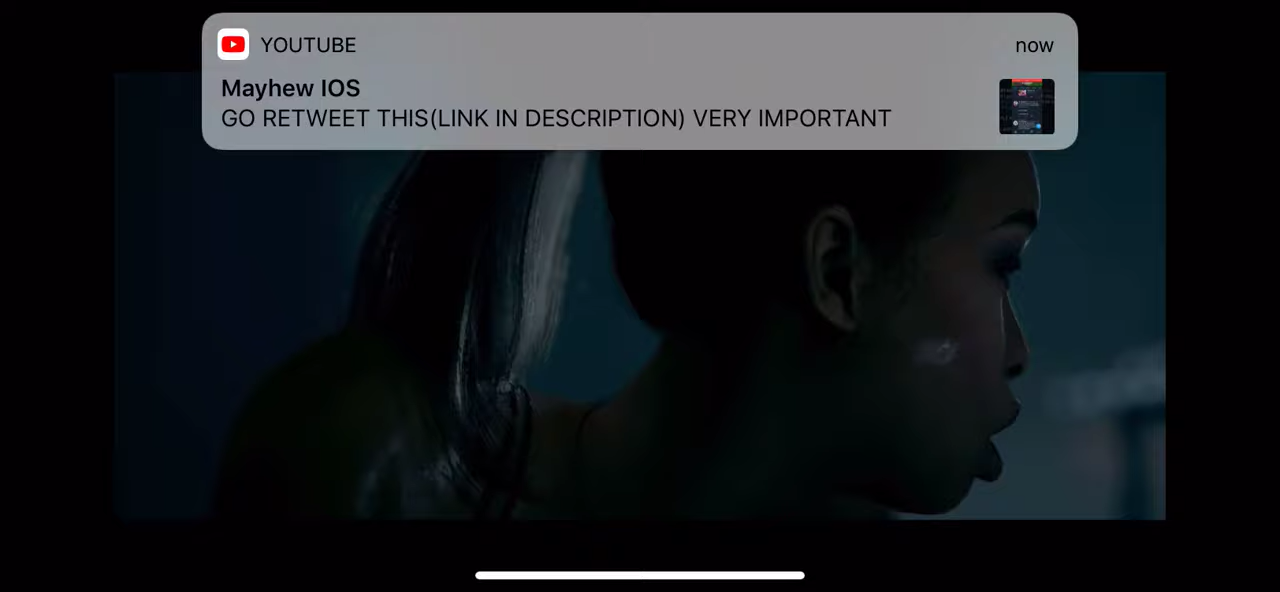 YOUTUBE now
Mayhew IOS
GO RETWEET THIS(LINK IN DESCRIPTION) VERY IMPORTANT